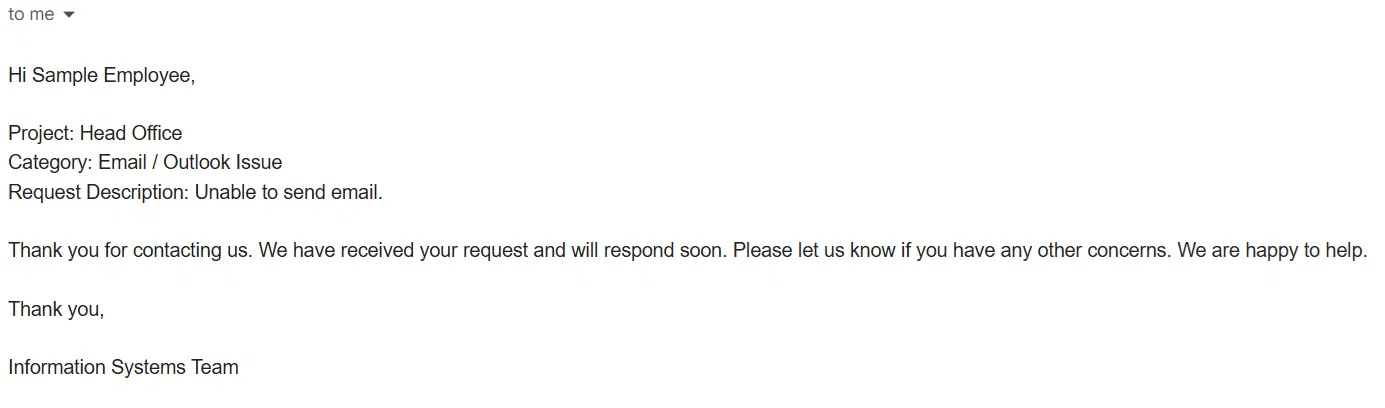 to me
Hi Sample Employee,
Project: Head Office
Category: Email / Outlook Issue
Request Description: Unable to send email.
Thank you for contacting us. We have received your request and will respond soon. Please let us know if you have any other concerns. We are happy to help.
Thank you,
Information Systems Team